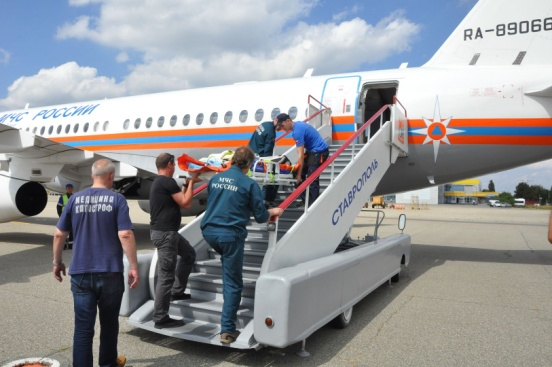 RA-89066
МЧС РОССИИ
МЧС
РОССИИ
СТАВРОПОЛЬ
МЕДИЦИНА
КАТАСТРОФ